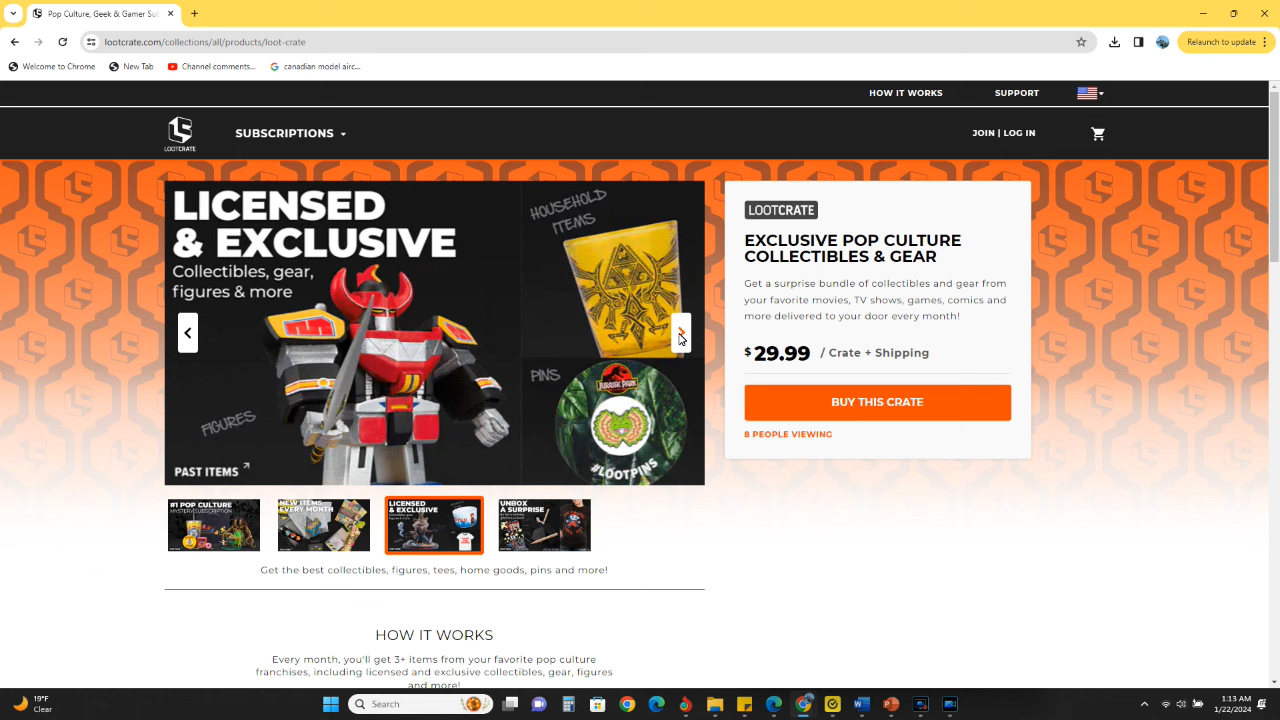 Pop Culture, Geek & Gamer Su
lootcrate.com/collections/all/products/loot-crate
Relaunch to update
Welcome to Chrome
New Tab
Channel comments...
canadian model airc...
HOW IT WORKS
SUPPORT
LOOTCRATE
SUBSCRIPTIONS
JOIN | LOG IN
LICENSED
& EXCLUSIVE
Collectibles, gear,
figures & more
HOUSEHOLD
ITEMS
FIGURES
PAST ITEMS
PINS
JURASSIC PARK
#LOOTPINS
LOOTCRATE
EXCLUSIVE POP CULTURE
COLLECTIBLES & GEAR
Get a surprise bundle of collectibles and gear from
your favorite movies, TV shows, games, comics and
more delivered to your door every month!
$ 29.99 / Crate + Shipping
BUY THIS CRATE
8 PEOPLE VIEWING
#1 POP CULTURE
MYSTERY SUBSCRIPTION
NEW ITEMS
EVERY MONTH
LICENSED
& EXCLUSIVE
UNBOX
A SURPRISE
Get the best collectibles, figures, tees, home goods, pins and more!
HOW IT WORKS
Every month, you'll get 3+ items from your favorite pop culture
franchises, including licensed and exclusive collectibles, gear, figures
and more!
19°F
Clear
Search
1:13 AM
1/22/2024